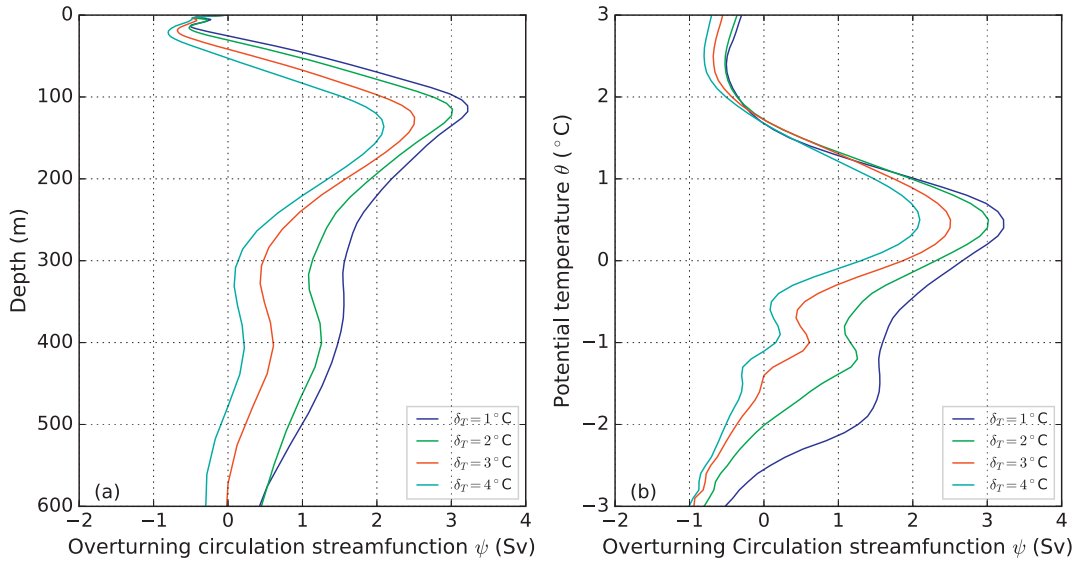 0
100
200
300
400
500
600
Depth (m)
−2
−1
0
1
2
3
4
Overturning circulation streamfunction ψ (Sv)
(a)
δT = 1°C
δT = 2°C
δT = 3°C
δT = 4°C
3
2
1
0
−1
−2
−3
Potential temperature θ (°C)
−2
−1
0
1
2
3
4
Overturning Circulation streamfunction ψ (Sv)
(b)
δT = 1°C
δT = 2°C
δT = 3°C
δT = 4°C